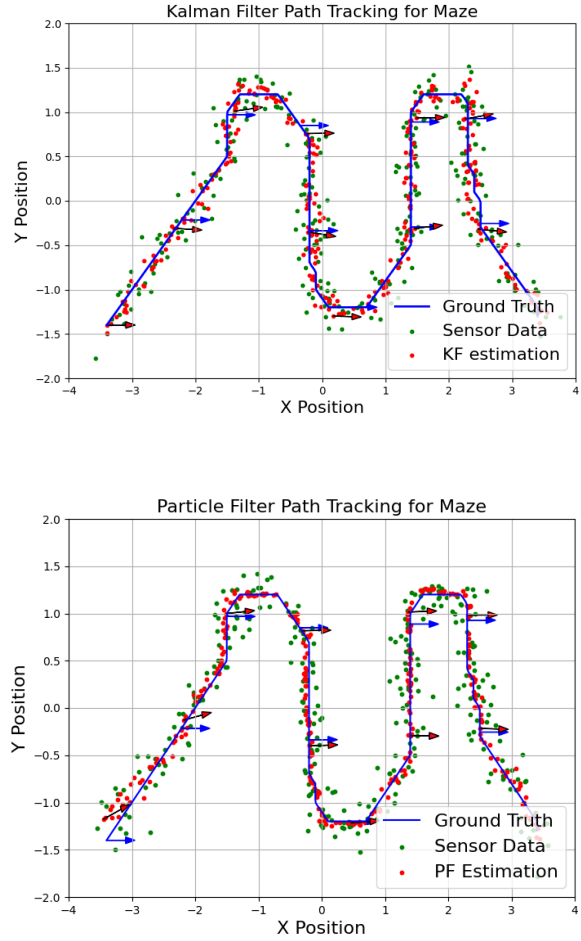 Kalman Filter Path Tracking for Maze
2.0
1.5
1.0
0.5
0.0
−0.5
−1.0
−1.5
−2.0
Y Position
Ground Truth
Sensor Data
KF estimation
−4 −3 −2 −1 0 1 2 3 4
X Position
Particle Filter Path Tracking for Maze
2.0
1.5
1.0
0.5
0.0
−0.5
−1.0
−1.5
−2.0
Y Position
Ground Truth
Sensor Data
PF Estimation
−4 −3 −2 −1 0 1 2 3 4
X Position